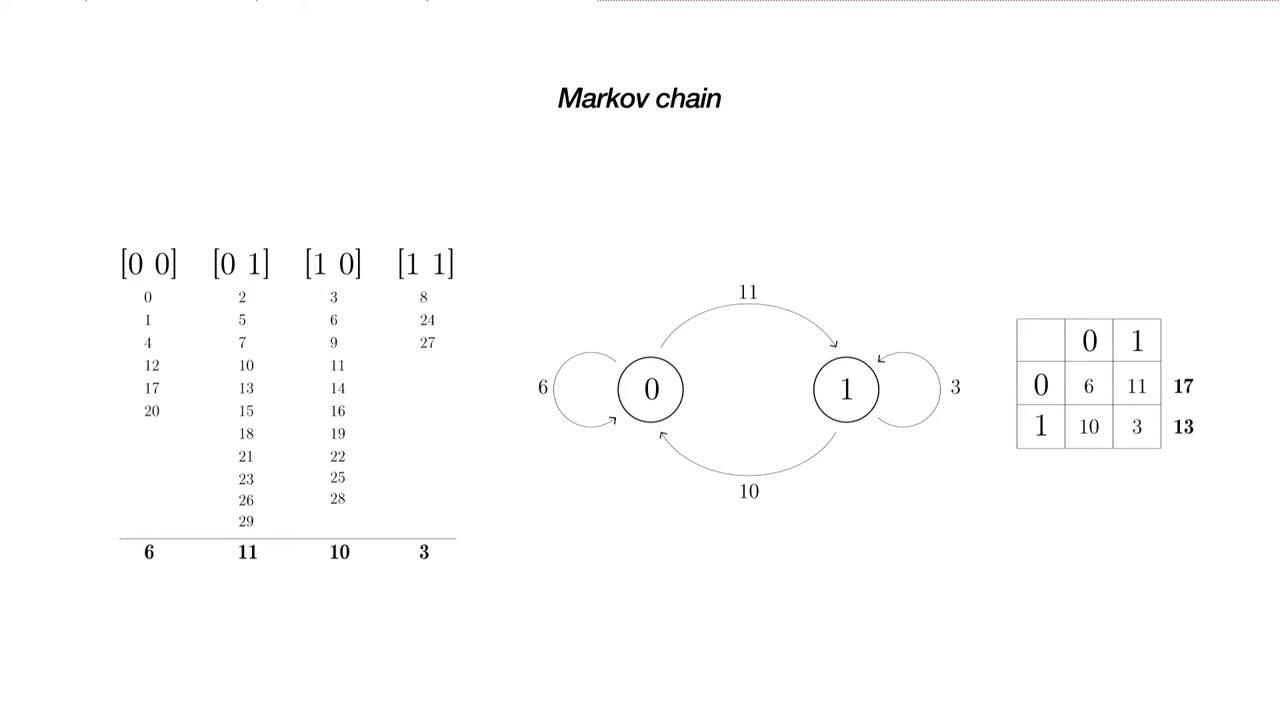 Markov chain
[0 0] [0 1] [1 0] [1 1]
0 2 3 8
1 5 6 24
4 7 9 27
12 10 11
17 13 14
20 15 16
18 19
21 22
23 25
26 28
29
6 11 10 3
11
6 0 1 3
10
0 1
0 6 11 17
1 10 3 13